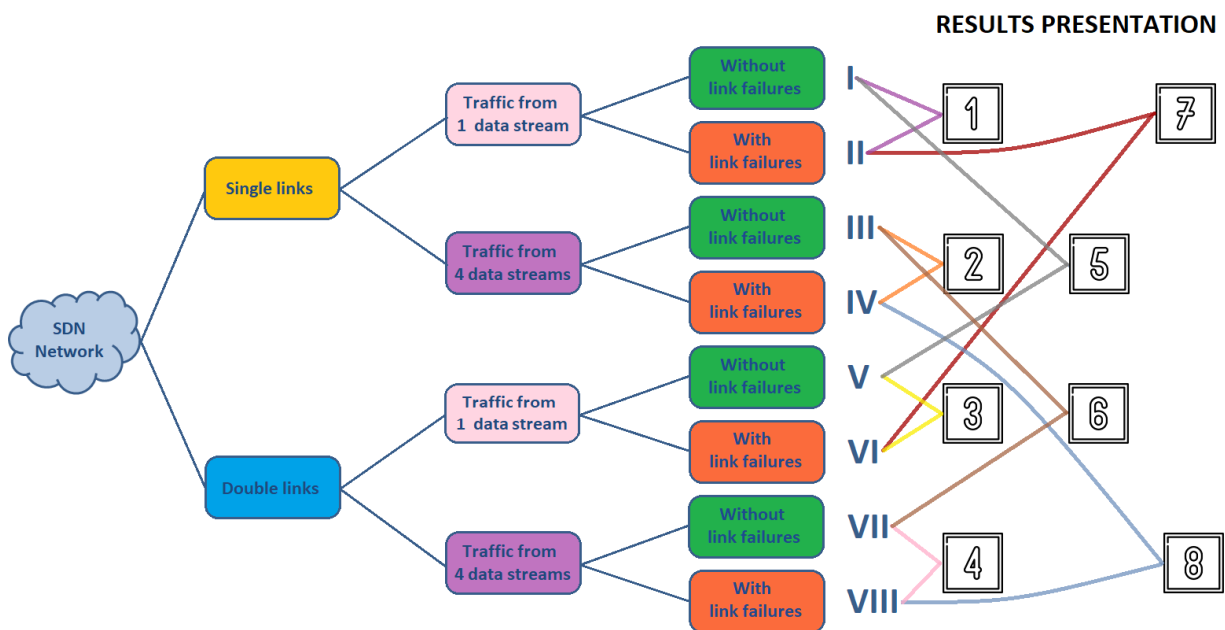 RESULTS PRESENTATION
SDN
Network
Single links
Double links
Traffic from
1 data stream
Traffic from
4 data streams
Traffic from
1 data stream
Traffic from
4 data streams
Without
link failures
With
link failures
Without
link failures
With
link failures
Without
link failures
With
link failures
Without
link failures
With
link failures
I
II
III
IV
V
VI
VII
VIII
1
2
3
4
5
6
7
8